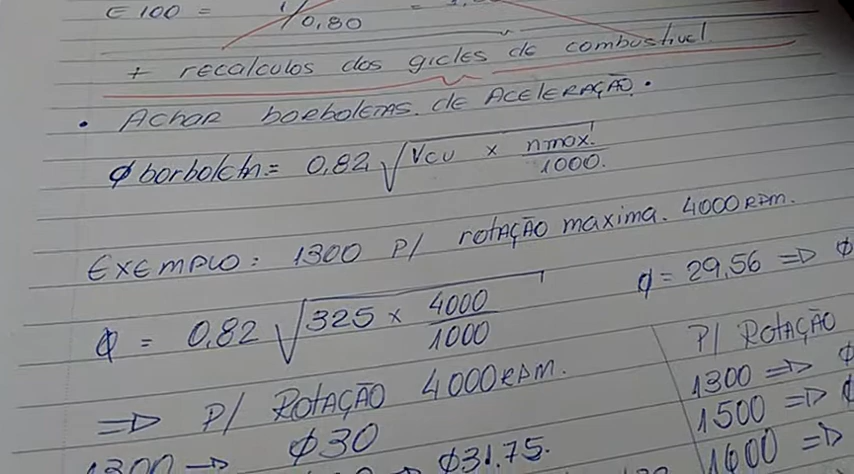 E100 = 1/0,80 =
+ recalculos dos gicles de combustivel
• Achar borboletas de Aceleração.
ϕ borboleta = 0,82 √ Vcu x nmax. / 1000.
Exemplo: 1300 P/ rotação maxima. 4000 RPM.
ϕ = 0,82 √ 325 x 4000 / 1000
ϕ = 29,56 => ϕ
=> P/ Rotação 4000 RPM.
1300 -> ϕ30
=> ϕ31.75.
P/ Rotação
1300 => ϕ
1500 => ϕ
1600 =>